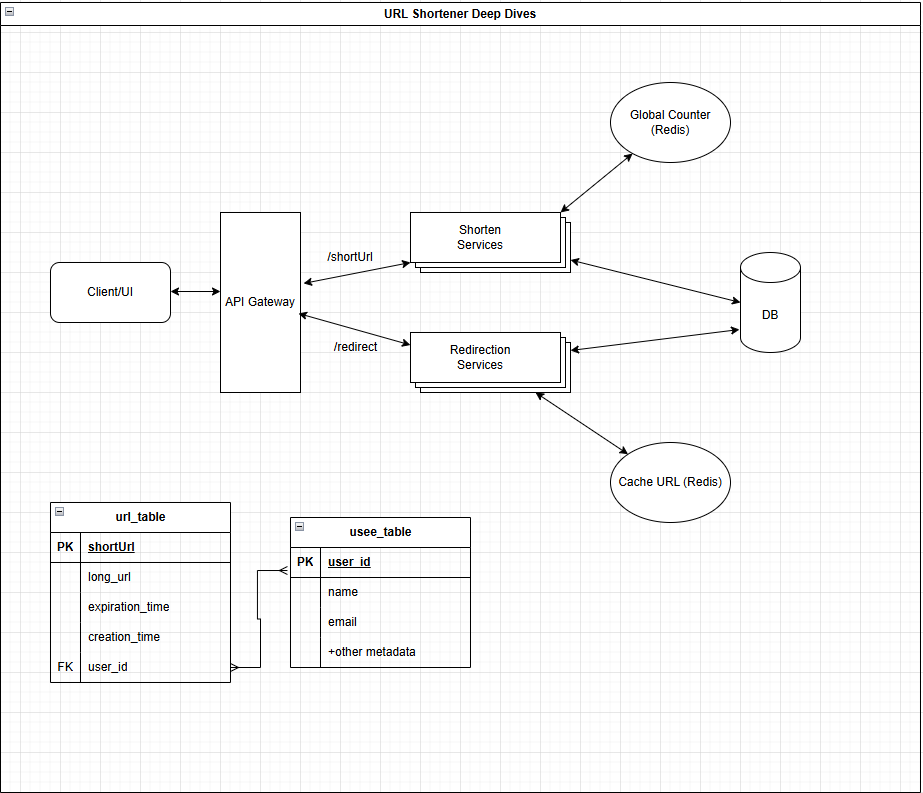 URL Shortener Deep Dives
Global Counter
(Redis)
Shorten
Services
/shortUrl
Client/UI
API Gateway
DB
/redirect
Redirection
Services
Cache URL (Redis)
url_table
PK shortUrl
long_url
expiration_time
creation_time
FK user_id
usee_table
PK user_id
name
email
+other metadata